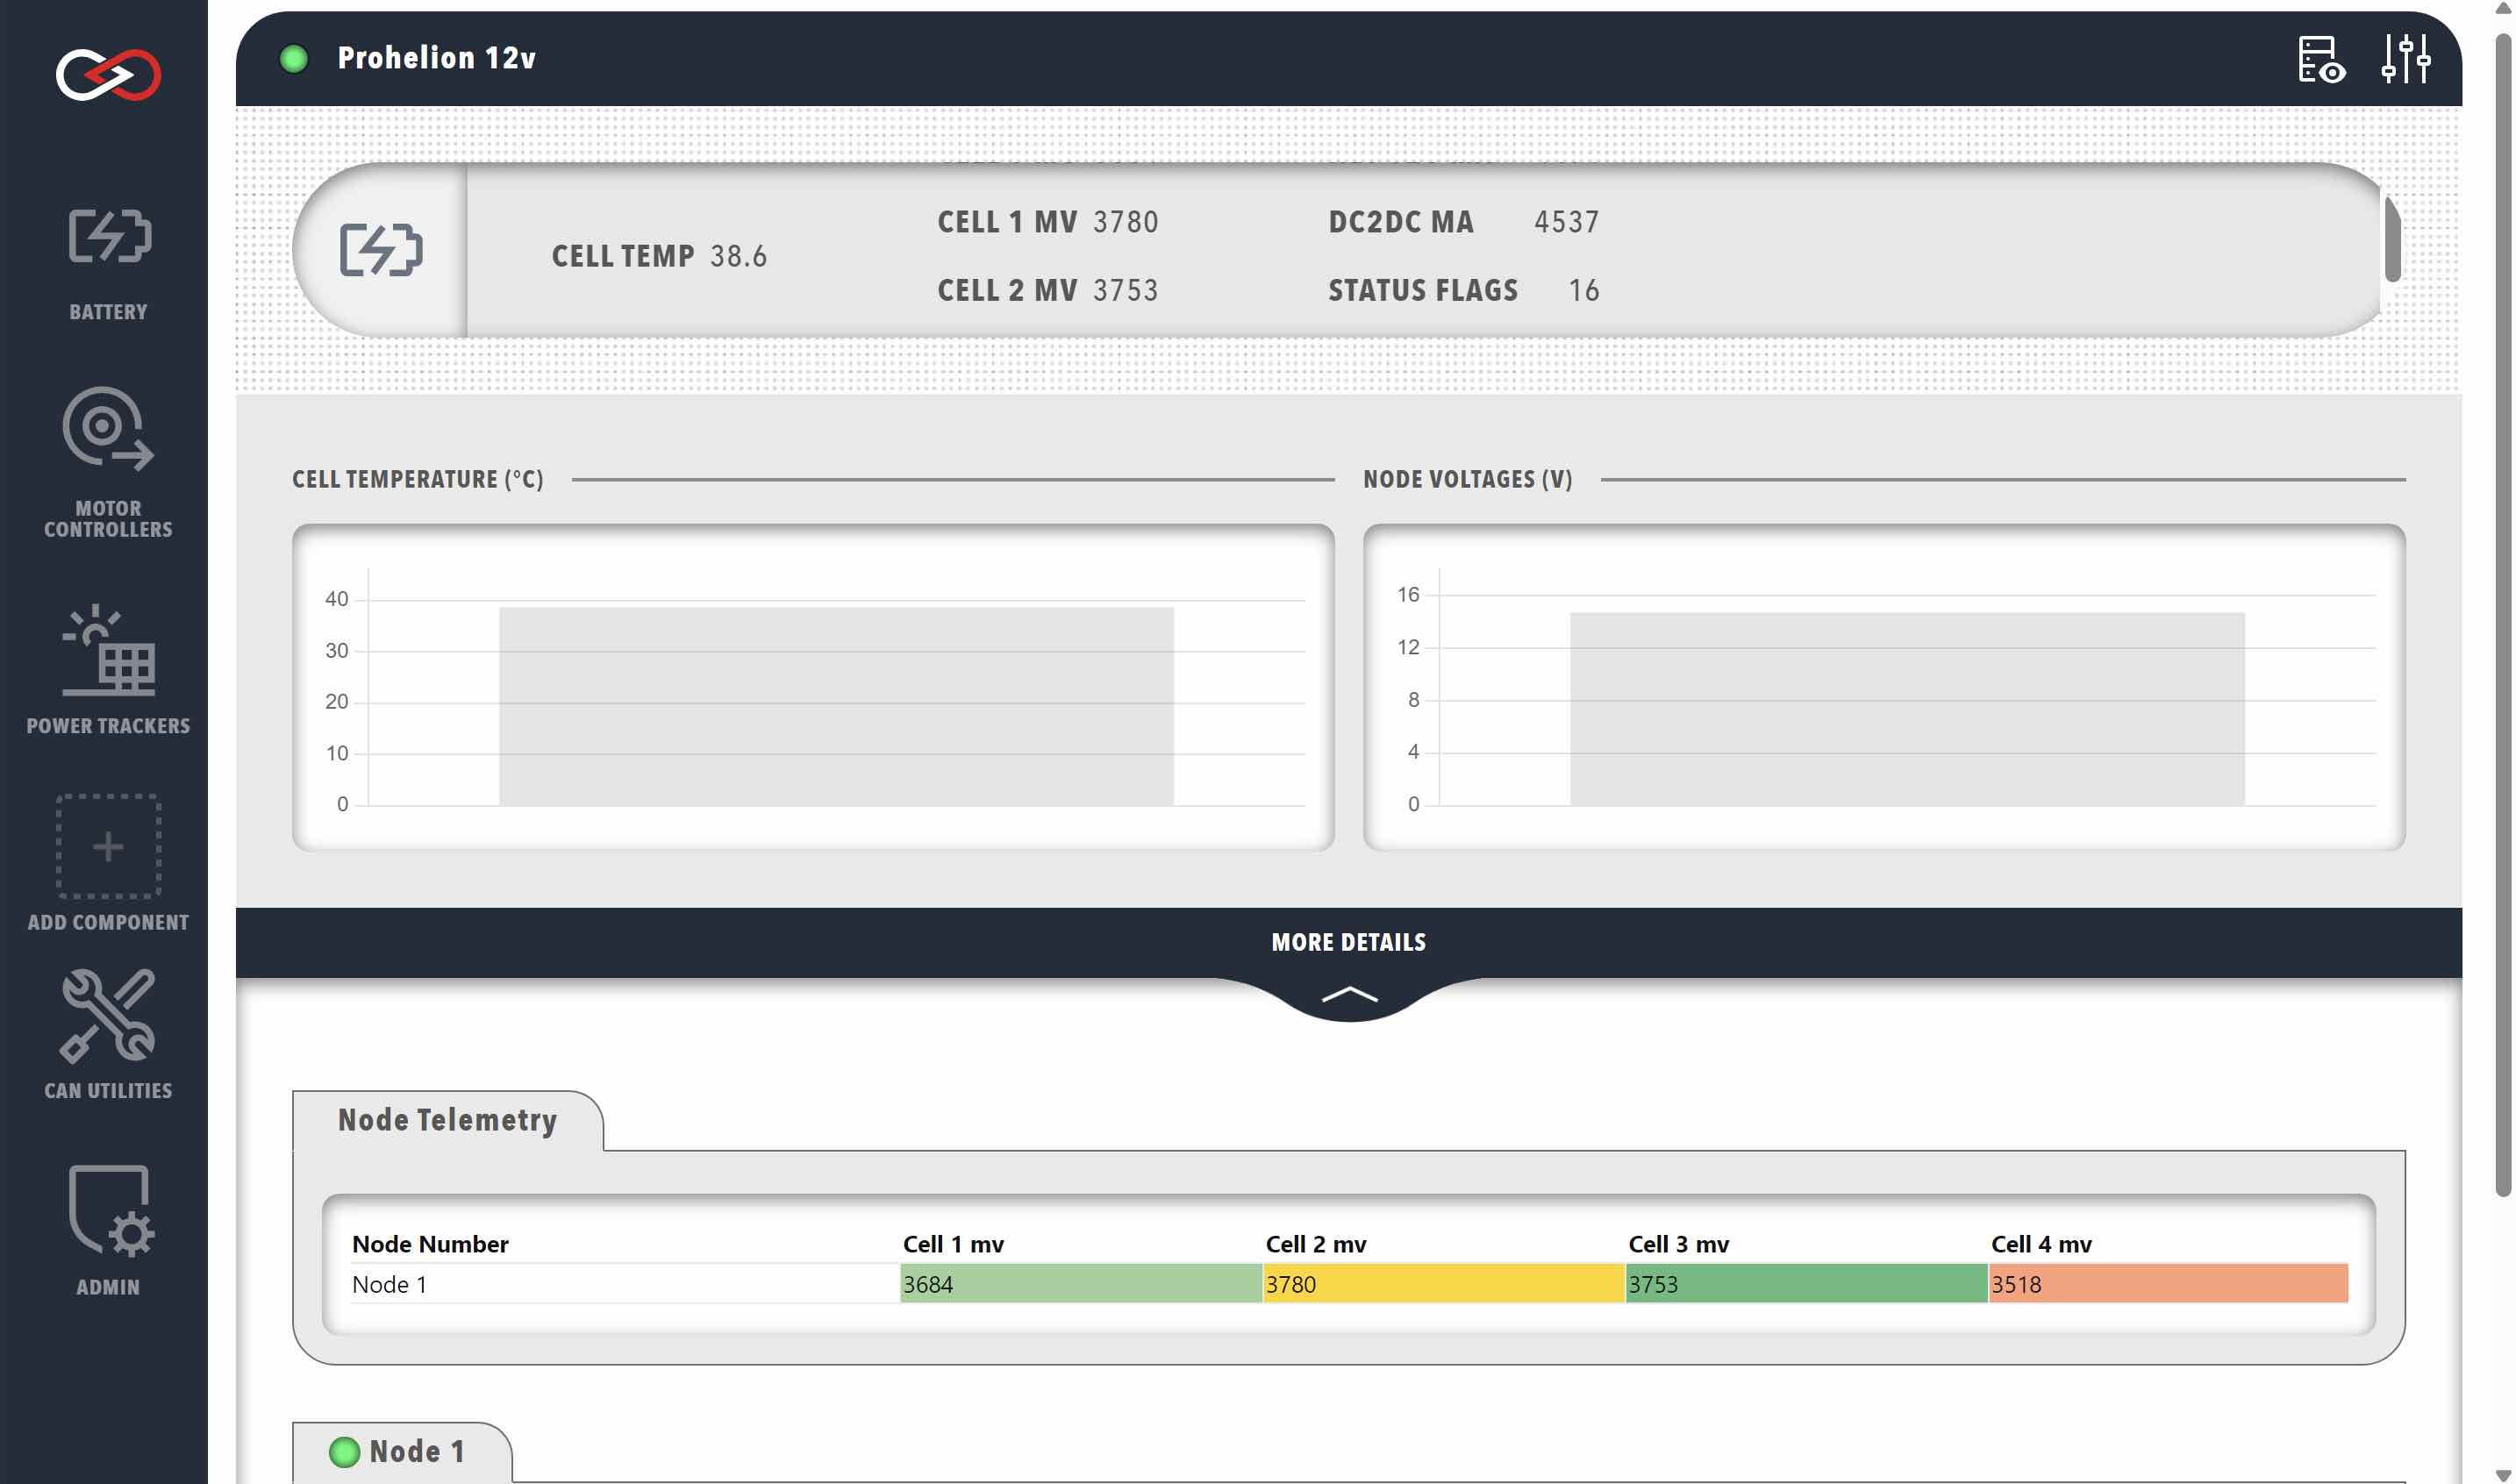 Prohelion 12v
BATTERY
MOTOR
CONTROLLERS
POWER TRACKERS
ADD COMPONENT
CAN UTILITIES
ADMIN
CELL TEMP 38.6
CELL 1 MV 3780
CELL 2 MV 3753
DC2DC MA 4537
STATUS FLAGS 16
CELL TEMPERATURE (°C)
40
30
20
10
0
NODE VOLTAGES (V)
16
12
8
4
0
MORE DETAILS
Node Telemetry
Node Number Cell 1 mv Cell 2 mv Cell 3 mv Cell 4 mv
Node 1 3684 3780 3753 3518
Node 1